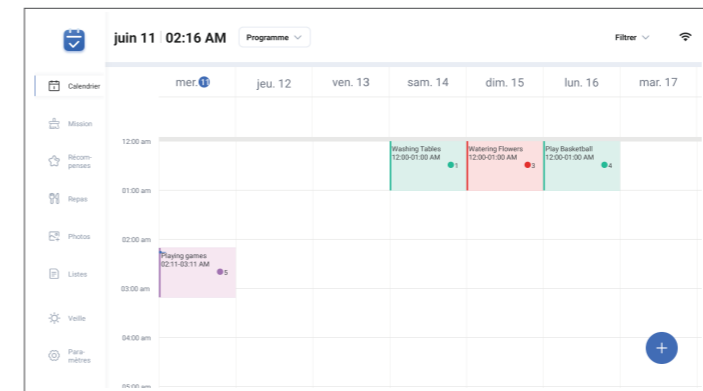 juin 11 02:16 AM Programme Filtrer
Calendrier
mer. 11 jeu. 12 ven. 13 sam. 14 dim. 15 lun. 16 mar. 17
Mission
Récom-
penses
Repas
Photos
Listes
Veille
Para-
mètres
12:00 am
Washing Tables
12:00-01:00 AM
1
Watering Flowers
12:00-01:00 AM
3
Play Basketball
12:00-01:00 AM
4
01:00 am
02:00 am
Playing games
02:11-03:11 AM
5
03:00 am
04:00 am
05:00 am